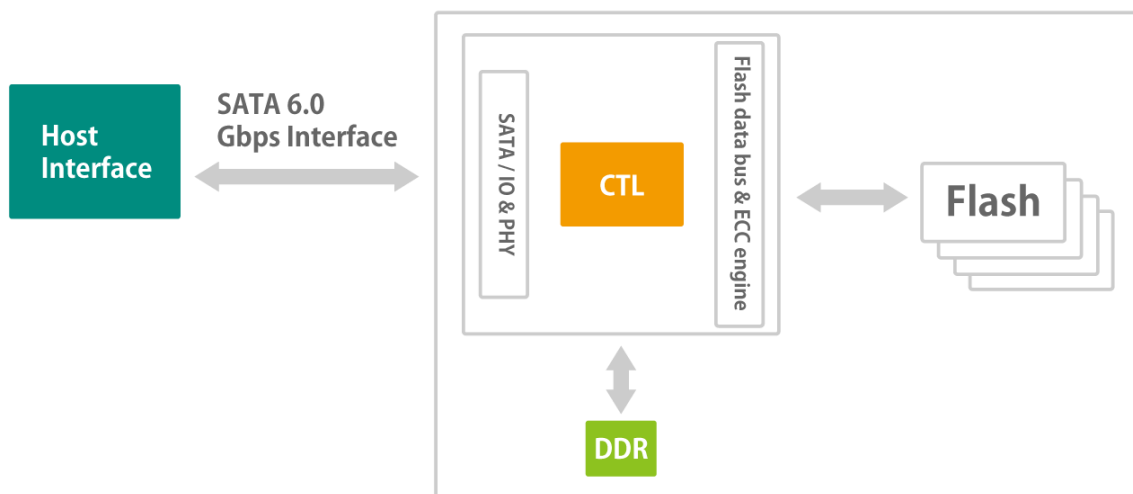 Host
Interface
SATA 6.0
Gbps Interface
SATA / IO & PHY
CTL
Flash data bus & ECC engine
Flash
DDR